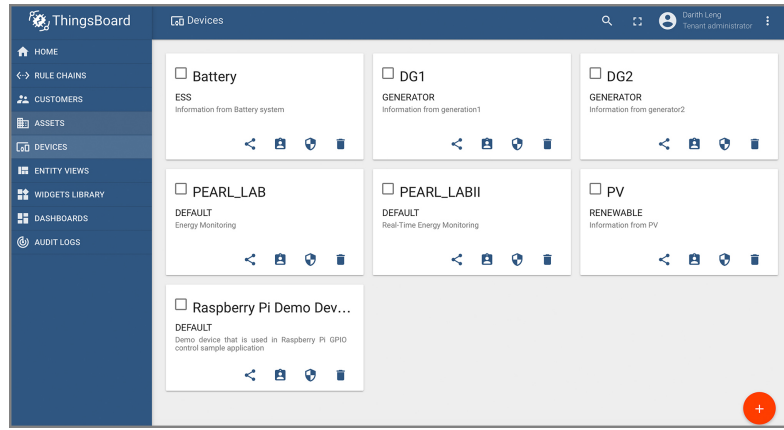 ThingsBoard
Devices
Darith Leng
Tenant administrator
HOME
RULE CHAINS
CUSTOMERS
ASSETS
DEVICES
ENTITY VIEWS
WIDGETS LIBRARY
DASHBOARDS
AUDIT LOGS
Battery
ESS
Information from Battery system
DG1
GENERATOR
Information from generation1
DG2
GENERATOR
Information from generator2
PEARL_LAB
DEFAULT
Energy Monitoring
PEARL_LABII
DEFAULT
Real-Time Energy Monitoring
PV
RENEWABLE
Information from PV
Raspberry Pi Demo Dev…
DEFAULT
Demo device that is used in Raspberry Pi GPIO
control sample application